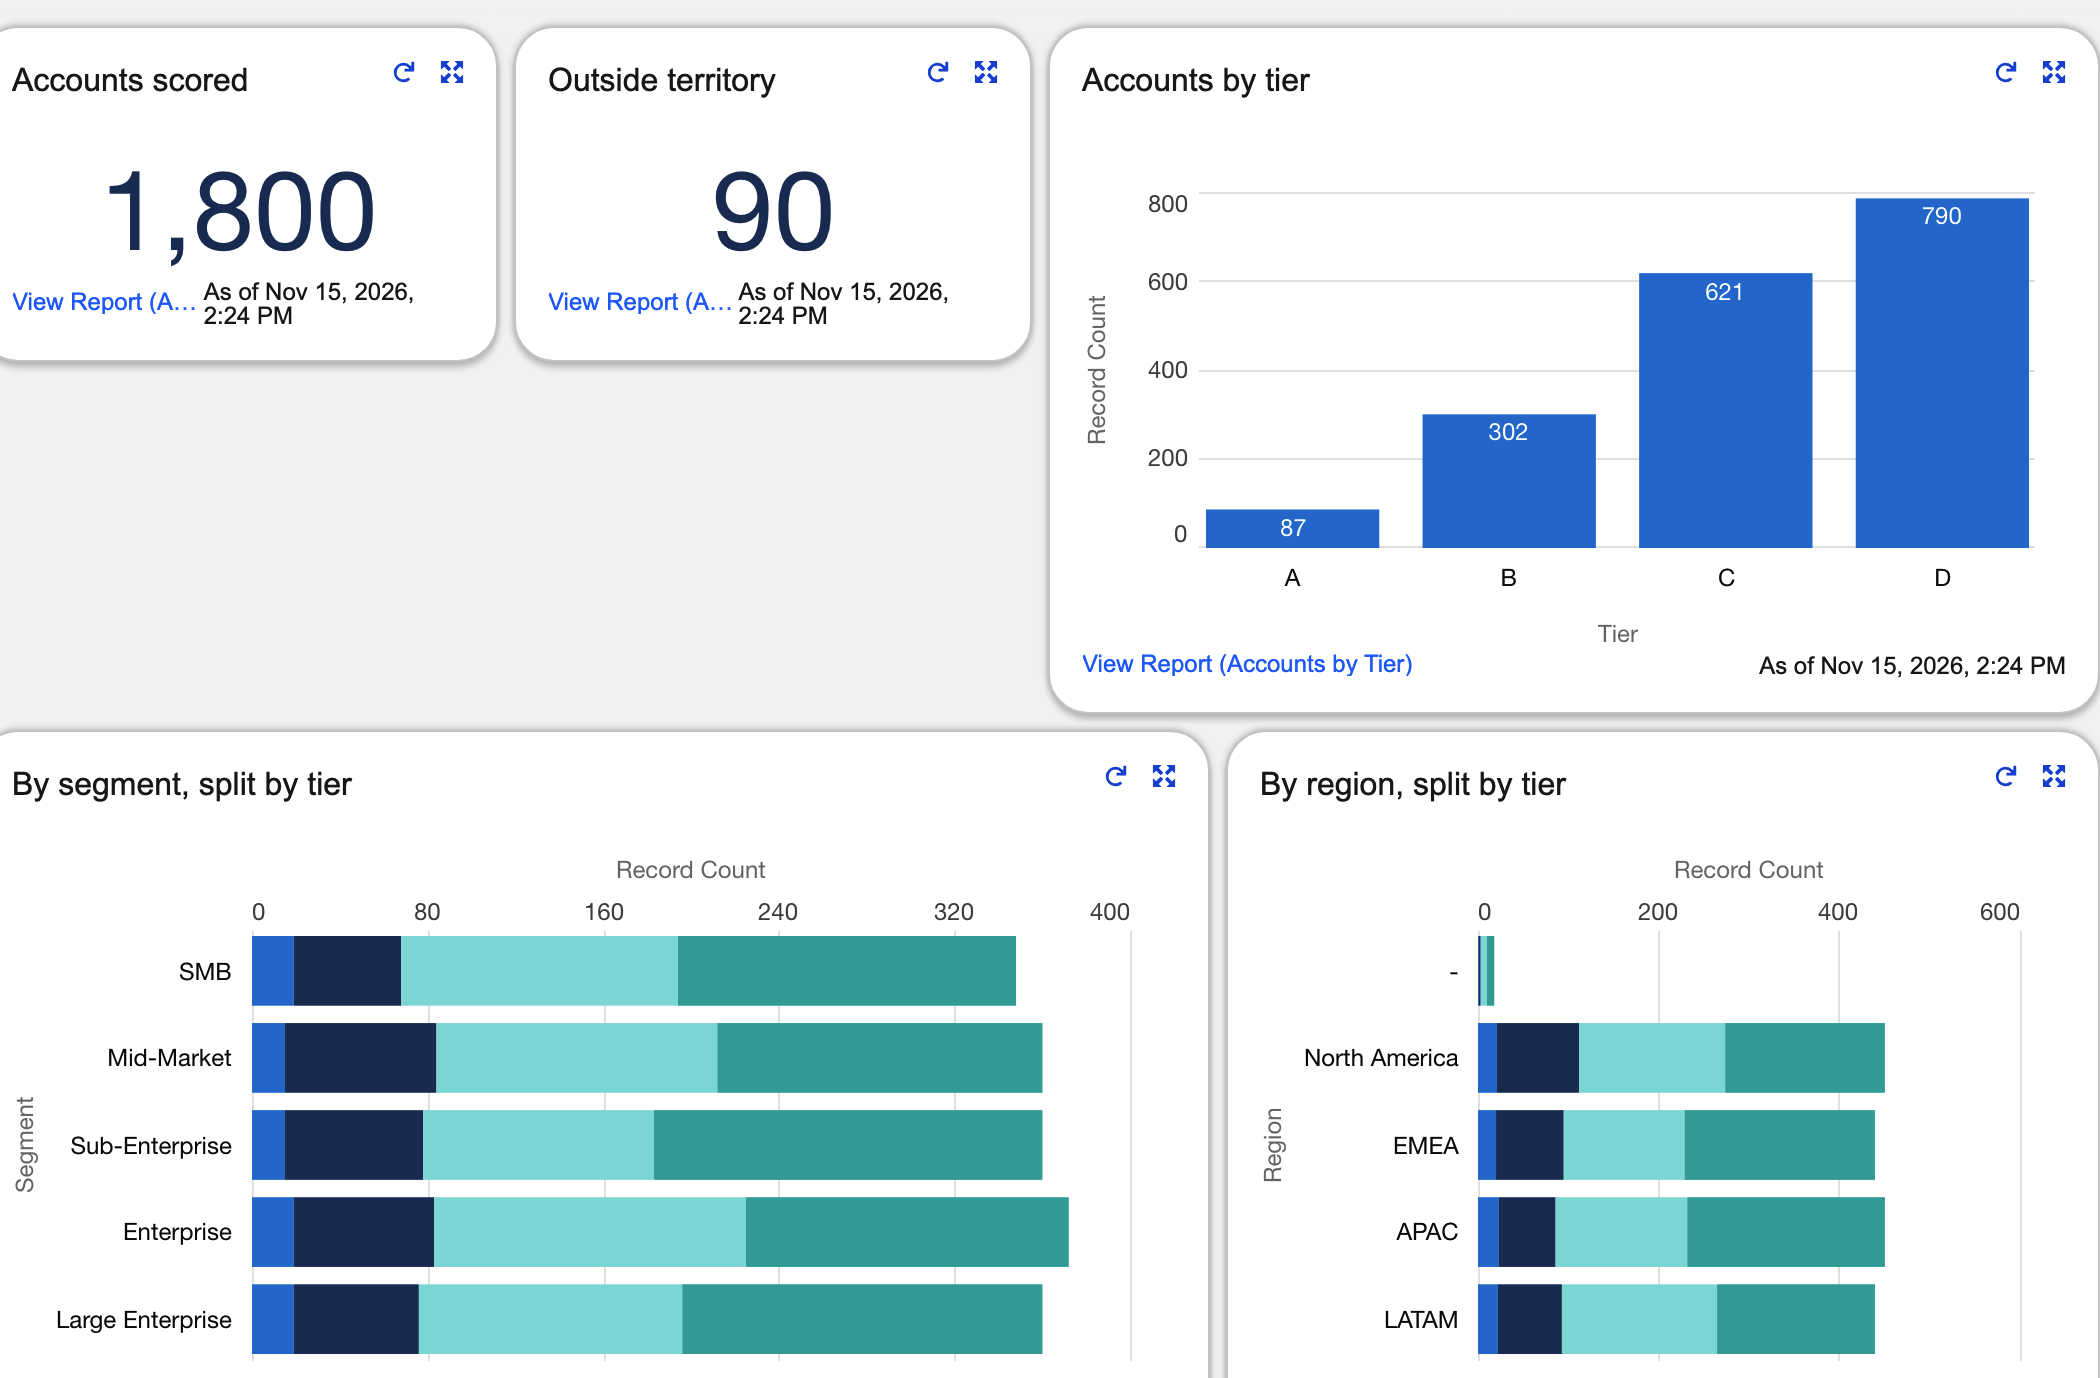 Accounts scored
1,800
View Report (A...
As of Nov 15, 2026,
2:24 PM
Outside territory
90
View Report (A...
As of Nov 15, 2026,
2:24 PM
Accounts by tier
Record Count
800
600
400
200
0
87
302
621
790
A
B
C
D
Tier
View Report (Accounts by Tier)
As of Nov 15, 2026, 2:24 PM
By segment, split by tier
Record Count
0
80
160
240
320
400
Segment
SMB
Mid-Market
Sub-Enterprise
Enterprise
Large Enterprise
By region, split by tier
Record Count
0
200
400
600
Region
-
North America
EMEA
APAC
LATAM